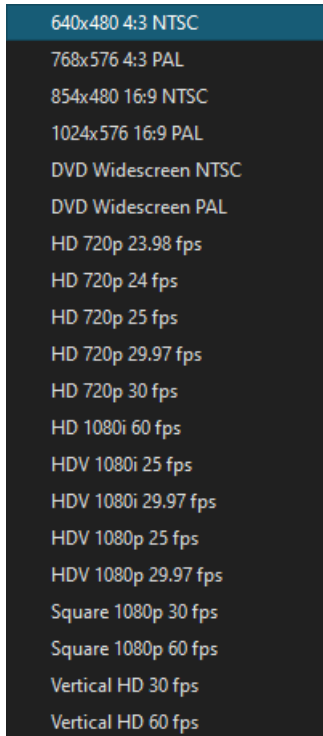 640x480 4:3 NTSC
768x576 4:3 PAL
854x480 16:9 NTSC
1024x576 16:9 PAL
DVD Widescreen NTSC
DVD Widescreen PAL
HD 720p 23.98 fps
HD 720p 24 fps
HD 720p 25 fps
HD 720p 29.97 fps
HD 720p 30 fps
HD 1080i 60 fps
HDV 1080i 25 fps
HDV 1080i 29.97 fps
HDV 1080p 25 fps
HDV 1080p 29.97 fps
Square 1080p 30 fps
Square 1080p 60 fps
Vertical HD 30 fps
Vertical HD 60 fps